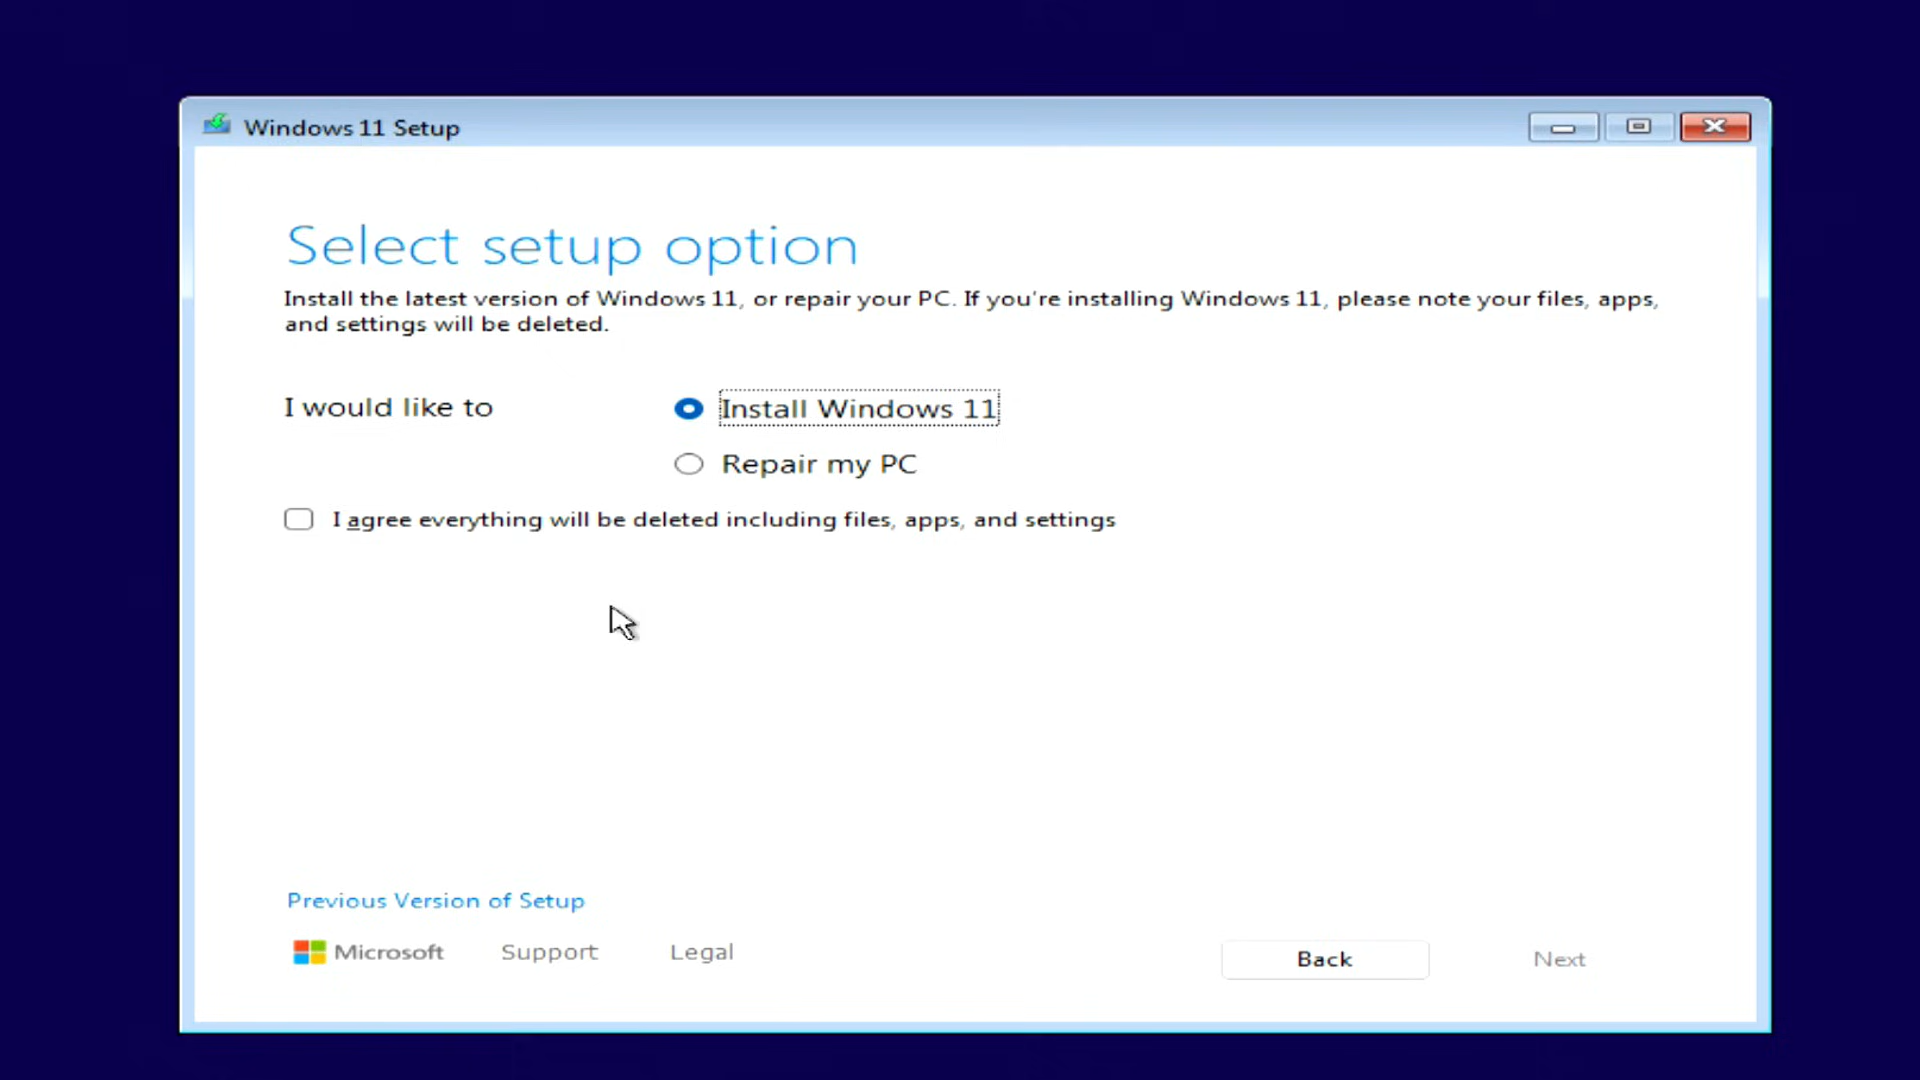 Windows 11 Setup
Select setup option
Install the latest version of Windows 11, or repair your PC. If you're installing Windows 11, please note your files, apps,
and settings will be deleted.
I would like to
Install Windows 11
Repair my PC
I agree everything will be deleted including files, apps, and settings
Previous Version of Setup
Microsoft Support Legal
Back Next